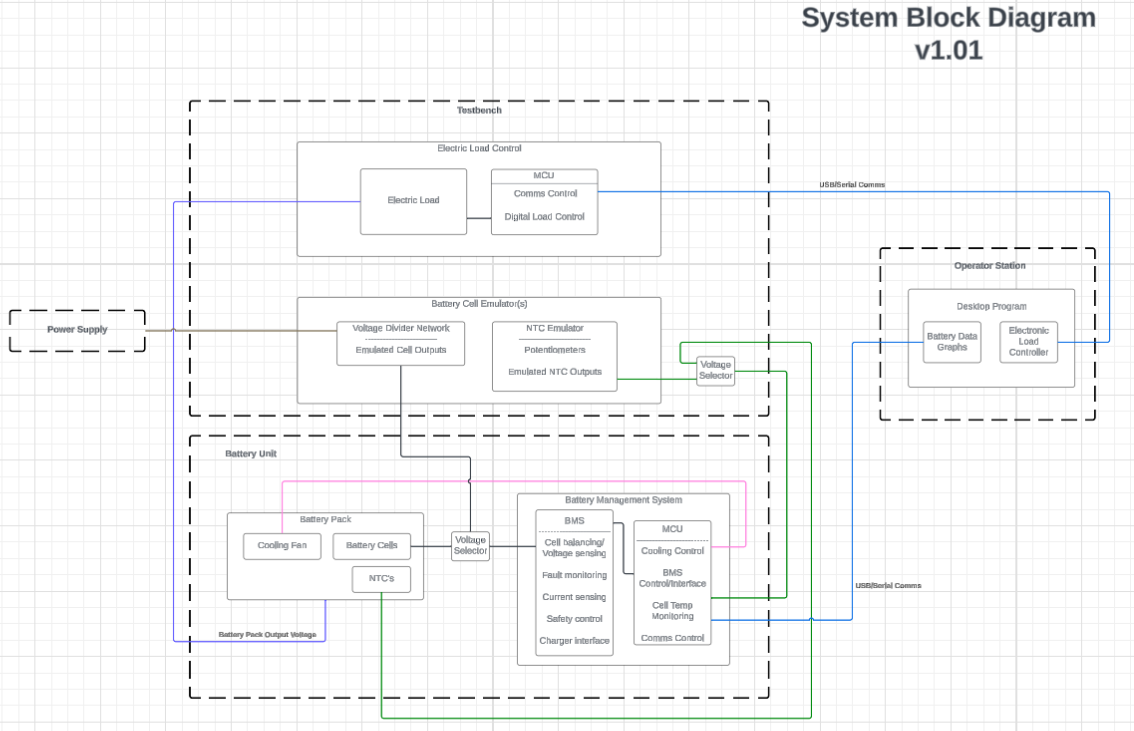 System Block Diagram
v1.01
Testbench
Electric Load Control
Electric Load
MCU
Comms Control
Digital Load Control
USB/Serial Comms
Operator Station
Desktop Program
Battery Data
Graphs
Electronic
Load
Controller
Power Supply
Battery Cell Emulator(s)
Voltage Divider Network
Emulated Cell Outputs
NTC Emulator
Potentiometers
Emulated NTC Outputs
Voltage
Selector
Battery Unit
Battery Pack
Cooling Fan
Battery Cells
NTC's
Voltage
Selector
Battery Management System
BMS
Cell balancing/
Voltage sensing
Fault monitoring
Current sensing
Safety control
Charger interface
MCU
Cooling Control
BMS
Control/Interface
Cell Temp
Monitoring
Comms Control
USB/Serial Comms
Battery Pack Output Voltage